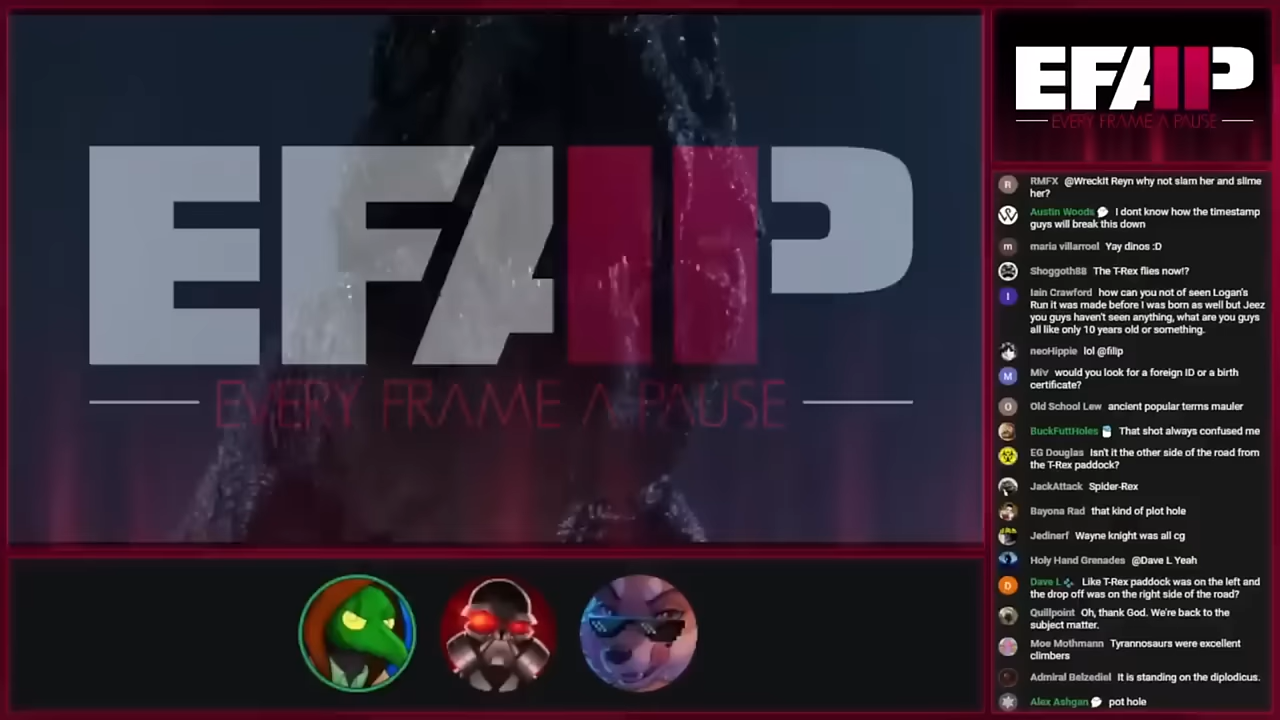 EFAP
EVERY FRAME A PAUSE
EFAP
EVERY FRAME A PAUSE
R
RMFX @WreckIt Reyn why not slam her and slime
her?
Austin Woods I dont know how the timestamp
guys will break this down
m
maria villarroel Yay dinos :D
Shoggoth88 The T-Rex flies now!?
I
Iain Crawford how can you not of seen Logan's
Run it was made before I was born as well but Jeez
you guys haven't seen anything, what are you guys
all like only 10 years old or something.
neoHippie lol @filip
M
Miv would you look for a foreign ID or a birth
certificate?
O
Old School Lew ancient popular terms mauler
BuckFuttHoles That shot always confused me
EG Douglas Isn't it the other side of the road from
the T-Rex paddock?
JackAttack Spider-Rex
Bayona Rad that kind of plot hole
Jedinerf Wayne knight was all cg
Holy Hand Grenades @Dave L Yeah
D
Dave L Like T-Rex paddock was on the left and
the drop off was on the right side of the road?
Quillpoint Oh, thank God. We're back to the
subject matter.
Moe Mothmann Tyrannosaurs were excellent
climbers
Admiral Belzediel It is standing on the diplodicus.
Alex Ashgan pot hole